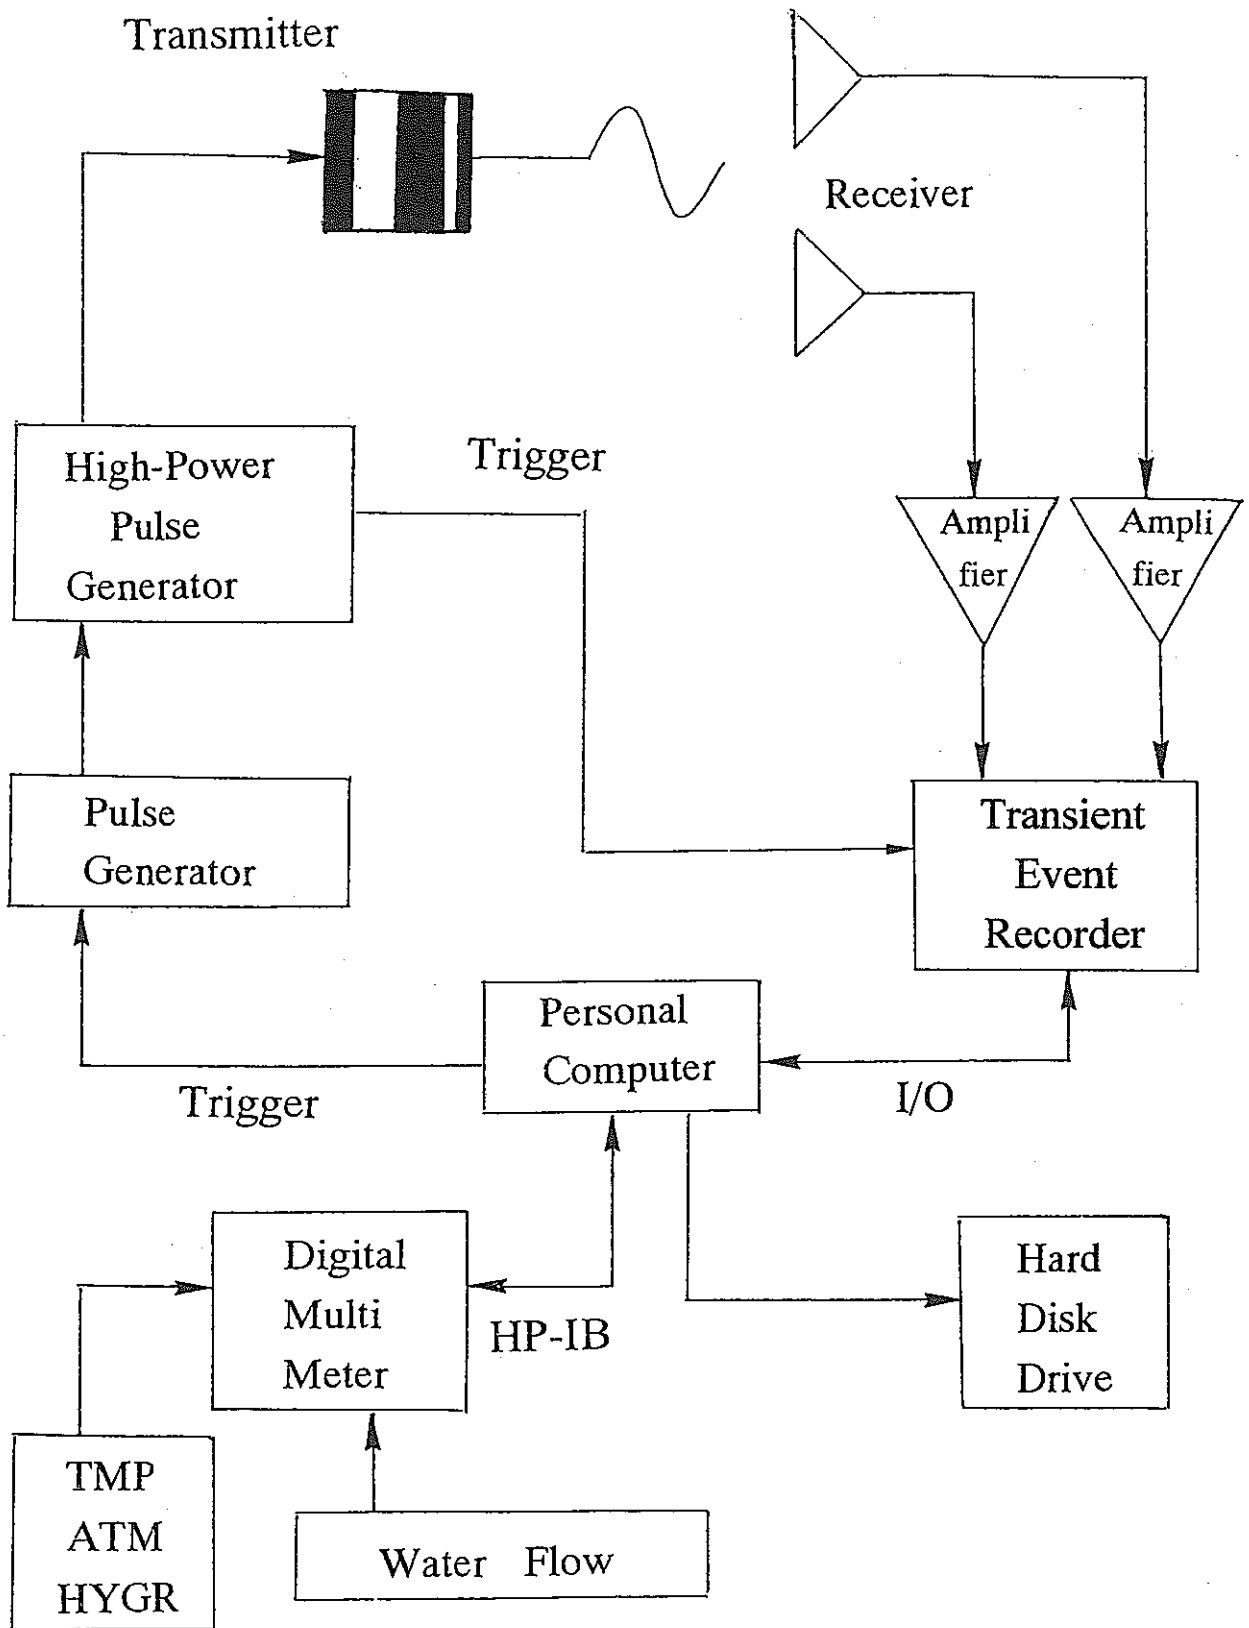 Transmitter
Receiver
High-Power
Pulse
Generator
Trigger
Ampli
fier
Ampli
fier
Pulse
Generator
Transient
Event
Recorder
Personal
Computer
Trigger
I/O
Digital
Multi
Meter
HP-IB
Hard
Disk
Drive
TMP
ATM
HYGR
Water Flow